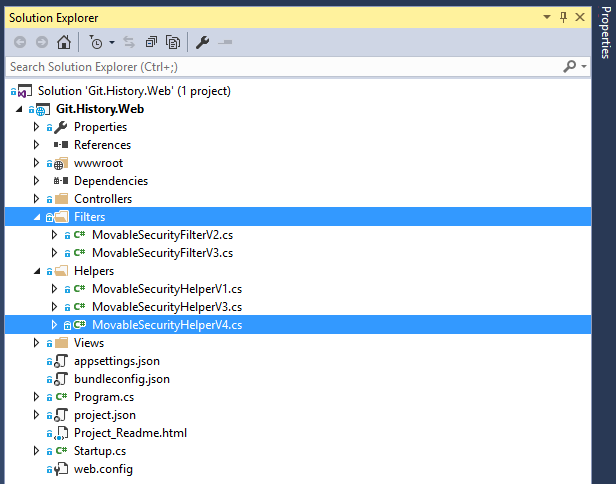 Solution Explorer
Search Solution Explorer (Ctrl+;)
Solution 'Git.History.Web' (1 project)
Git.History.Web
Properties
References
wwwroot
Dependencies
Controllers
Filters
C# MovableSecurityFilterV2.cs
C# MovableSecurityFilterV3.cs
Helpers
C# MovableSecurityHelperV1.cs
C# MovableSecurityHelperV3.cs
C# MovableSecurityHelperV4.cs
Views
appsettings.json
bundleconfig.json
C# Program.cs
project.json
Project_Readme.html
C# Startup.cs
web.config
Properties